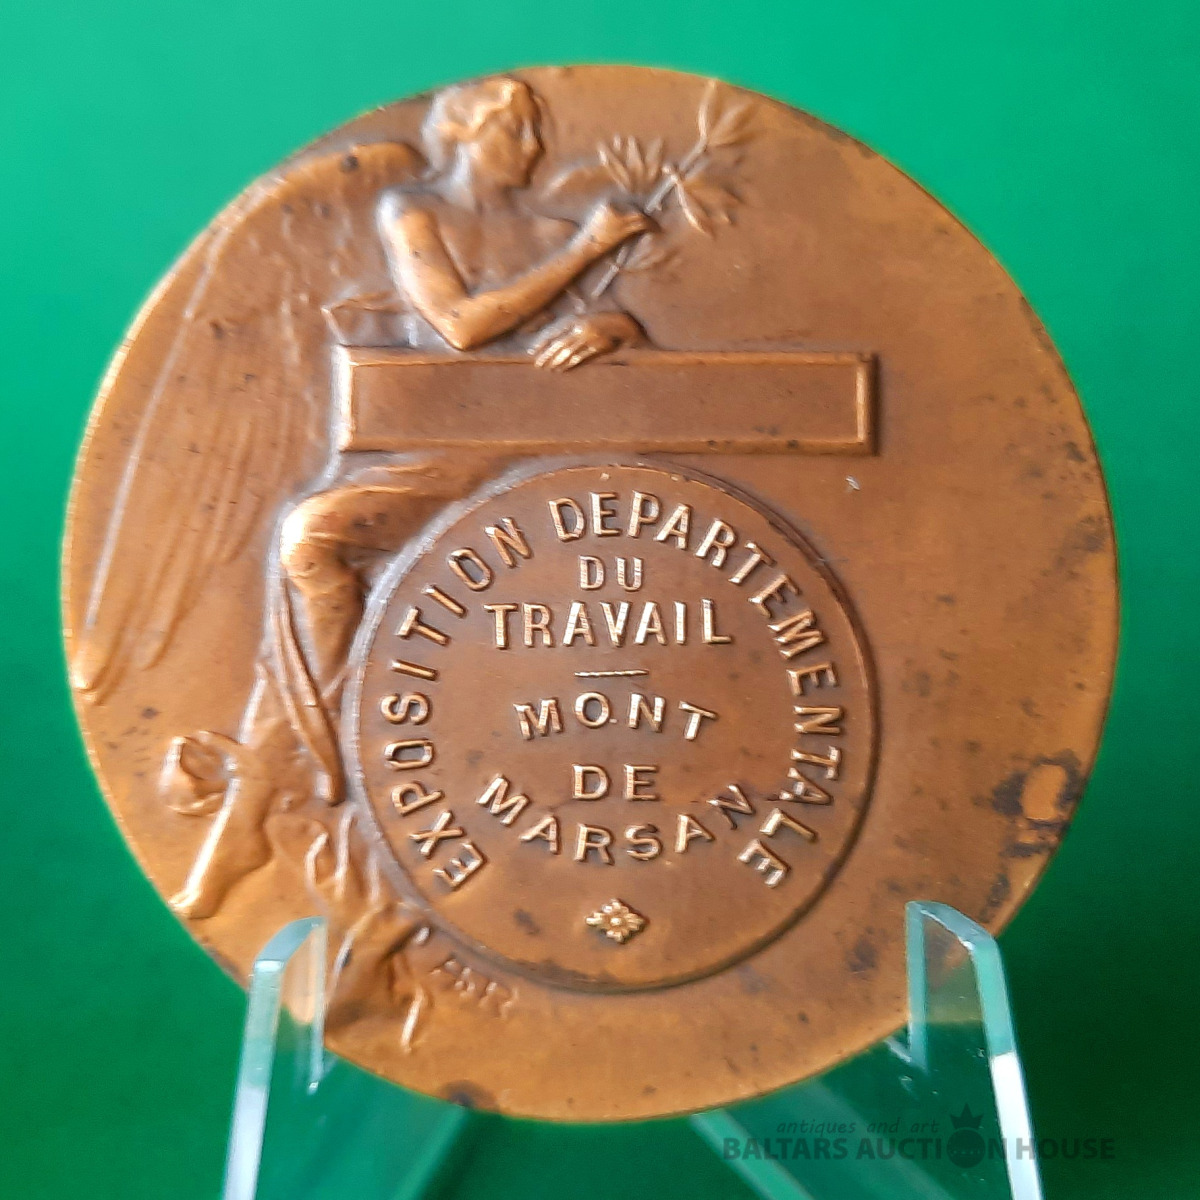 EXPOSITION DEPARTEMENTALE
DU
TRAVAIL
MONT
DE
MARSAN
antiques and art
BALTARS AUCTION HOUSE